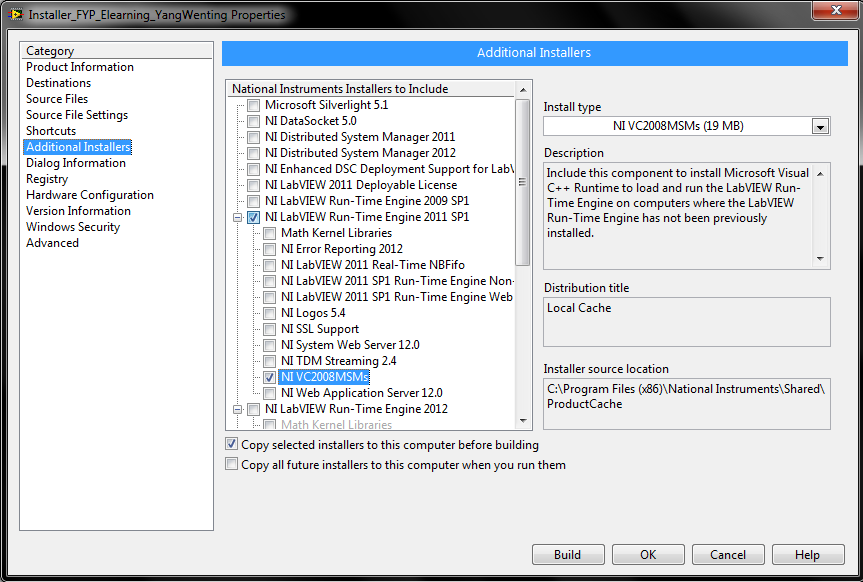 Installer_FYP_Elearning_YangWenting Properties
Category
Product Information
Destinations
Source Files
Source File Settings
Shortcuts
Additional Installers
Dialog Information
Registry
Hardware Configuration
Version Information
Windows Security
Advanced
Additional Installers
National Instruments Installers to Include
Microsoft Silverlight 5.1
NI DataSocket 5.0
NI Distributed System Manager 2011
NI Distributed System Manager 2012
NI Enhanced DSC Deployment Support for LabV
NI LabVIEW 2011 Deployable License
NI LabVIEW Run-Time Engine 2009 SP1
NI LabVIEW Run-Time Engine 2011 SP1
Math Kernel Libraries
NI Error Reporting 2012
NI LabVIEW 2011 Real-Time NBFifo
NI LabVIEW 2011 SP1 Run-Time Engine Non-
NI LabVIEW 2011 SP1 Run-Time Engine Web
NI Logos 5.4
NI SSL Support
NI System Web Server 12.0
NI TDM Streaming 2.4
NI VC2008MSMs
NI Web Application Server 12.0
NI LabVIEW Run-Time Engine 2012
Math Kernel Libraries
Copy selected installers to this computer before building
Copy all future installers to this computer when you run them
Install type
NI VC2008MSMs (19 MB)
Description
Include this component to install Microsoft Visual
C++ Runtime to load and run the LabVIEW Run-
Time Engine on computers where the LabVIEW
Run-Time Engine has not been previously
installed.
Distribution title
Local Cache
Installer source location
C:\Program Files (x86)\National Instruments\Shared\
ProductCache
Build
OK
Cancel
Help